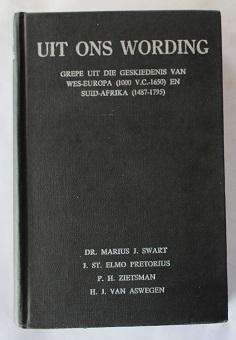 UIT ONS WORDING
GREPE UIT DIE GESKIEDENIS VAN
WES-EUROPA (1000 V.C.-1650) EN
SUID-AFRIKA (1487-1795)
DR. MARIUS J. SWART
J. ST. ELMO PRETORIUS
P. H. ZIETSMAN
H. J. VAN ASWEGEN